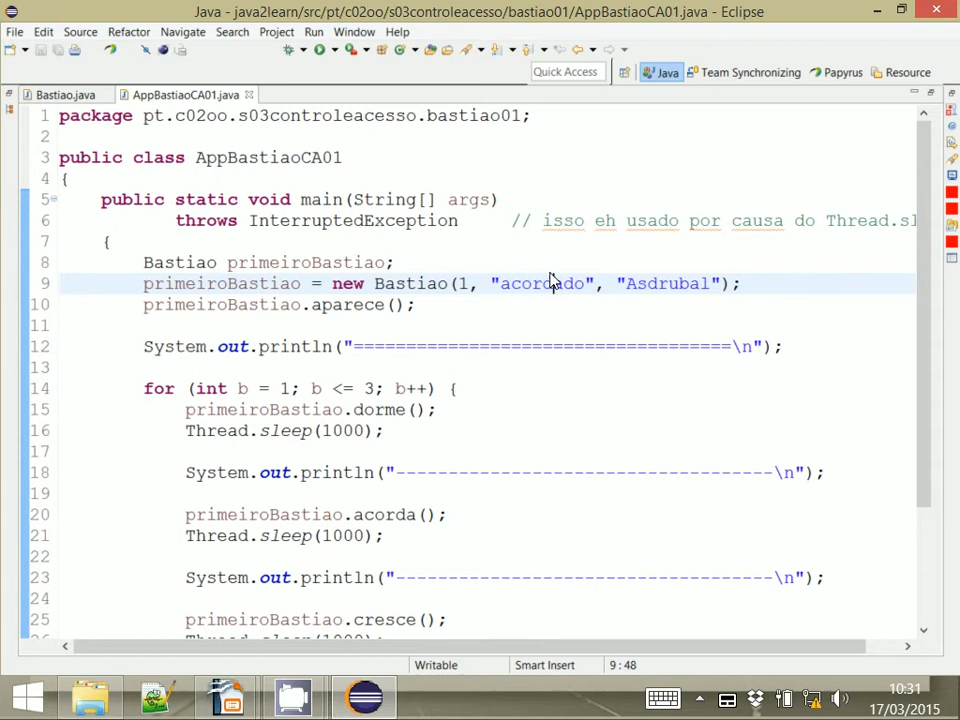 Java - java2learn/src/pt/c02oo/s03controleacesso/bastiao01/AppBastiaoCA01.java - Eclipse
File Edit Source Refactor Navigate Search Project Run Window Help
Quick Access Java Team Synchronizing Papyrus Resource
Bastiao.java AppBastiaoCA01.java
1 package pt.c02oo.s03controleacesso.bastiao01;
2
3 public class AppBastiaoCA01
4 {
5 public static void main(String[] args)
6 throws InterruptedException // isso eh usado por causa do Thread.sl
7 {
8 Bastiao primeiroBastiao;
9 primeiroBastiao = new Bastiao(1, "acordado", "Asdrubal");
10 primeiroBastiao.aparece();
11
12 System.out.println("====================================\n");
13
14 for (int b = 1; b <= 3; b++) {
15 primeiroBastiao.dorme();
16 Thread.sleep(1000);
17
18 System.out.println("------------------------------------\n");
19
20 primeiroBastiao.acorda();
21 Thread.sleep(1000);
22
23 System.out.println("------------------------------------\n");
24
25 primeiroBastiao.cresce();
Writable Smart Insert 9 : 48
10:31
17/03/2015